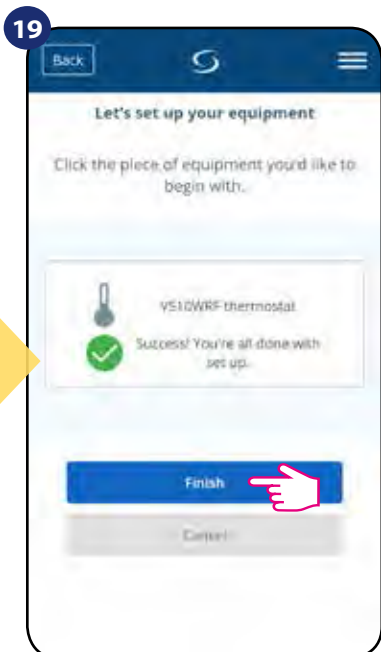 19
Back
Let's set up your equipment
Click the piece of equipment you'd like to
begin with.
VS10WRF thermostat
Success! You're all done with
set up.
Finish
Cancel